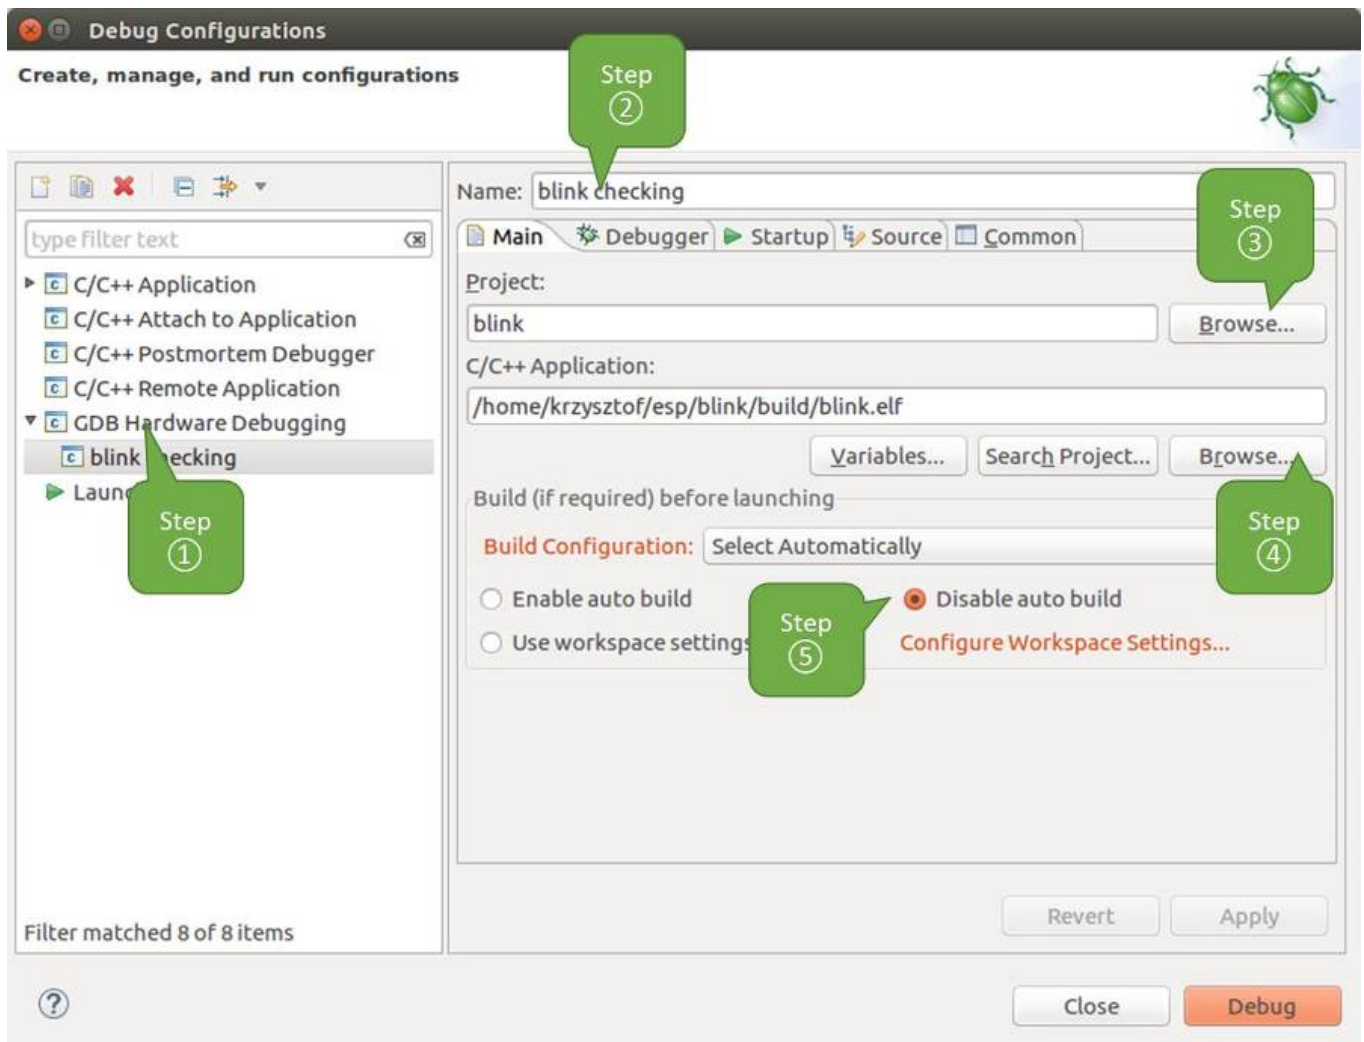 Debug Configurations
Create, manage, and run configurations
Step
②
Name: blink checking
Step
③
type filter text
Main Debugger Startup Source Common
C/C++ Application
C/C++ Attach to Application
C/C++ Postmortem Debugger
C/C++ Remote Application
GDB Hardware Debugging
blink
Step
①
Project:
blink Browse...
C/C++ Application:
/home/krzysztof/esp/blink/build/blink.elf
Variables... Search Project... Browse...
Step
④
Build (if required) before launching
Build Configuration: Select Automatically
Enable auto build Disable auto build
Step
⑤
Use workspace settings Configure Workspace Settings...
Filter matched 8 of 8 items
Revert Apply
? Close Debug